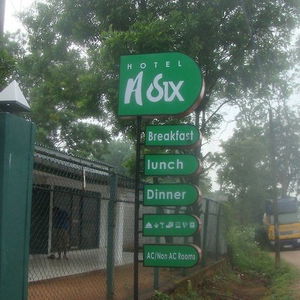 HOTEL
A SIX
Breakfast
lunch
Dinner
AC/Non AC Rooms